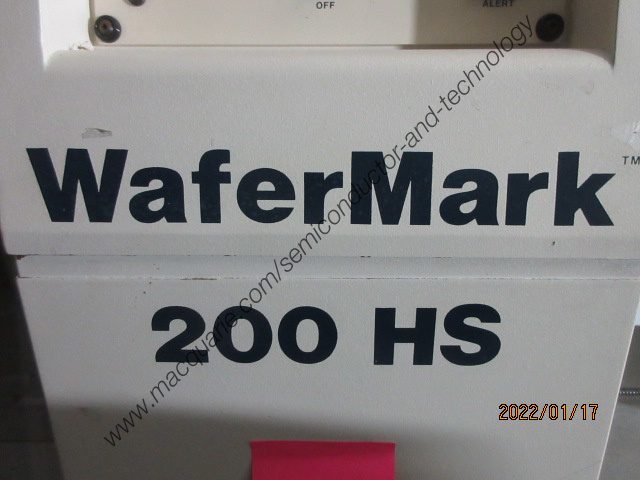 OFF
ALERT
WaferMark™
200 HS
www.macquarie.com/semiconductor-and-technology
2022/01/17